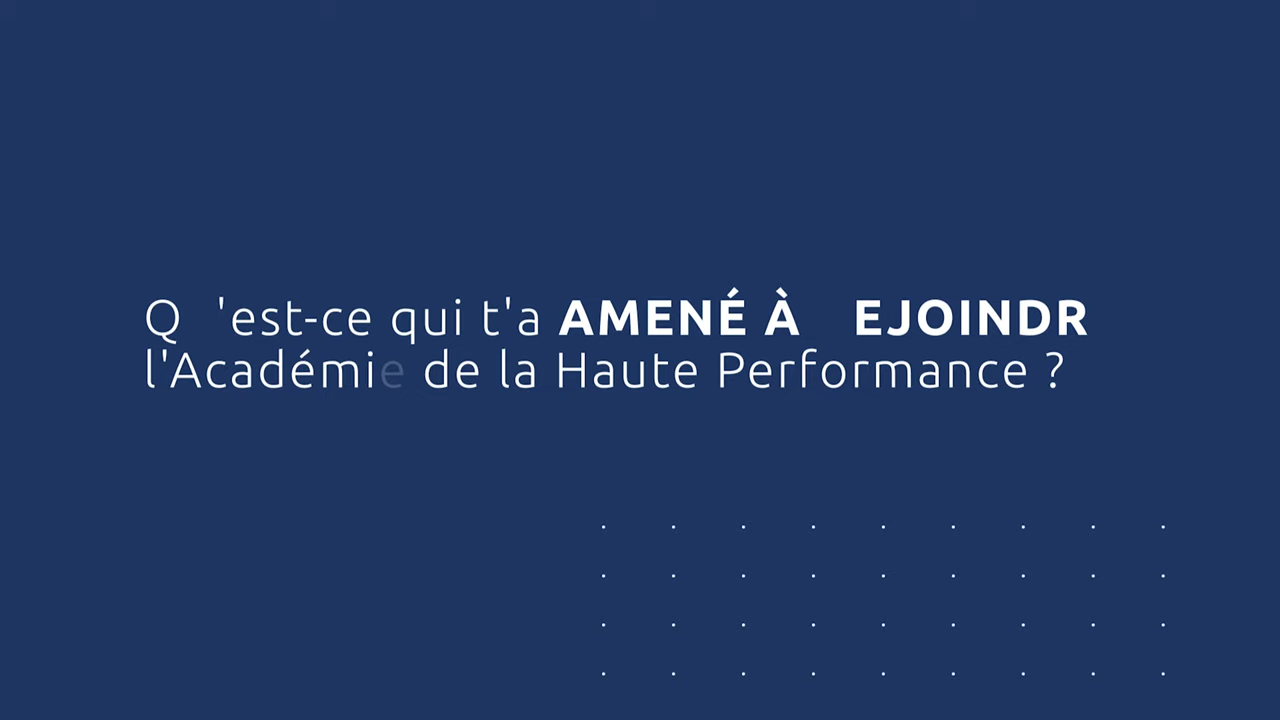 Q 'est-ce qui t'a AMENÉ À EJOINDR
l'Académie de la Haute Performance ?